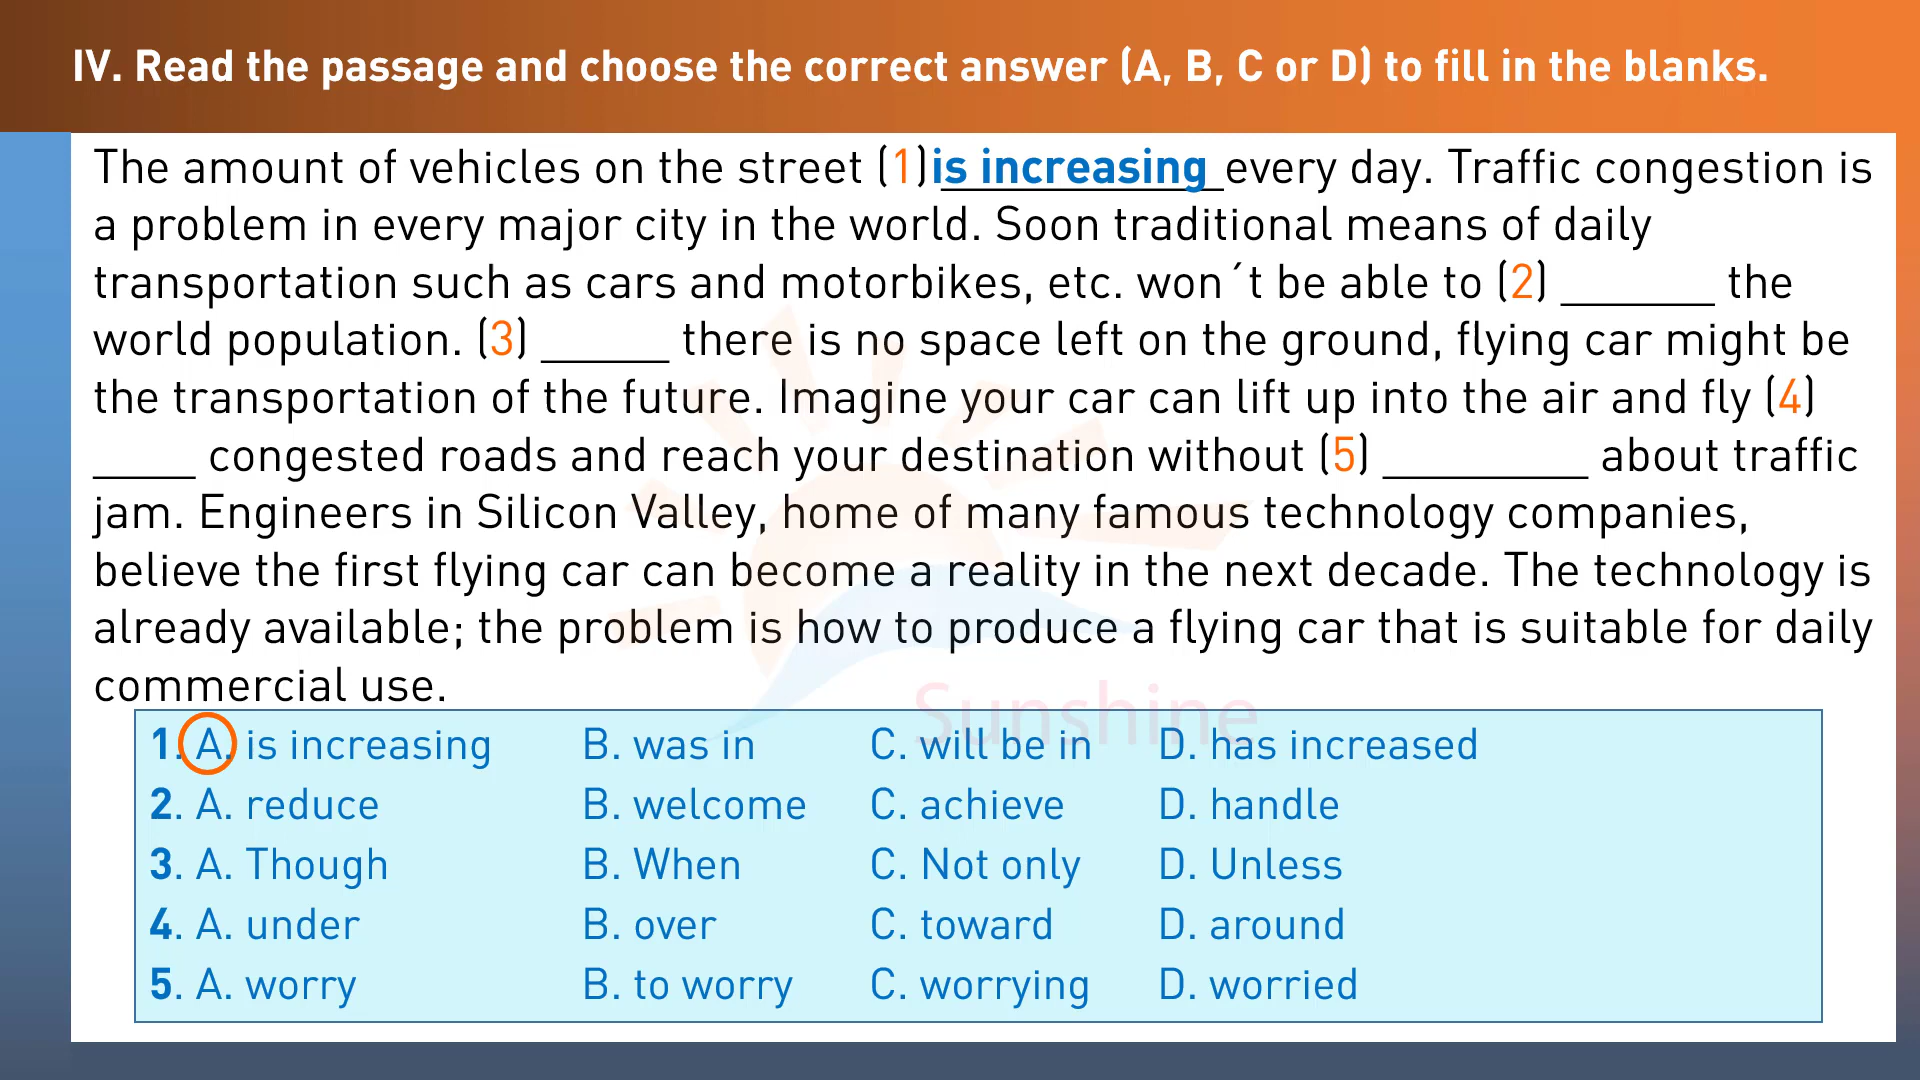 IV. Read the passage and choose the correct answer (A, B, C or D) to fill in the blanks.
The amount of vehicles on the street (1)is increasing every day. Traffic congestion is
a problem in every major city in the world. Soon traditional means of daily
transportation such as cars and motorbikes, etc. won´t be able to (2) ______ the
world population. (3) _____ there is no space left on the ground, flying car might be
the transportation of the future. Imagine your car can lift up into the air and fly (4)
____ congested roads and reach your destination without (5) ________ about traffic
jam. Engineers in Silicon Valley, home of many famous technology companies,
believe the first flying car can become a reality in the next decade. The technology is
already available; the problem is how to produce a flying car that is suitable for daily
commercial use.
Sunshine
1. A. is increasing B. was in C. will be in D. has increased
2. A. reduce B. welcome C. achieve D. handle
3. A. Though B. When C. Not only D. Unless
4. A. under B. over C. toward D. around
5. A. worry B. to worry C. worrying D. worried